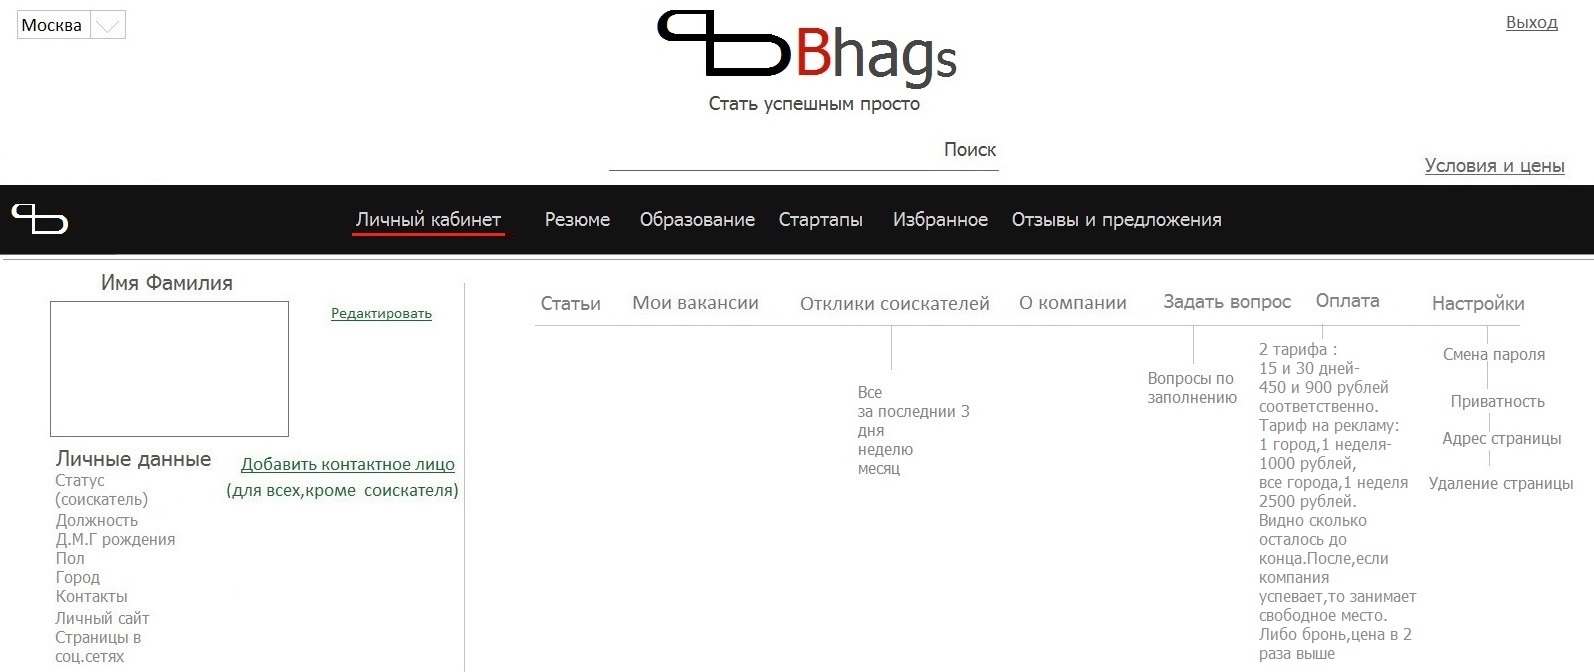 Москва
Bhags
Выход
Стать успешным просто
Поиск
Условия и цены
Личный кабинет Резюме Образование Стартапы Избранное Отзывы и предложения
Имя Фамилия
Редактировать
Личные данные
Статус
(соискатель)
Должность
Д.М.Г рождения
Пол
Город
Контакты
Личный сайт
Страницы в
соц.сетях
Добавить контактное лицо
(для всех,кроме соискателя)
Статьи Мои вакансии Отклики соискателей О компании Задать вопрос Оплата Настройки
Все
за последнии 3
дня
неделю
месяц
Вопросы по
заполнению
2 тарифа :
15 и 30 дней-
450 и 900 рублей
соответственно.
Тариф на рекламу:
1 город,1 неделя-
1000 рублей,
все города,1 неделя
2500 рублей.
Видно сколько
осталось до
конца.После,если
компания
успевает,то занимает
свободное место.
Либо бронь,цена в 2
раза выше
Смена пароля
Приватность
Адрес страницы
Удаление страницы